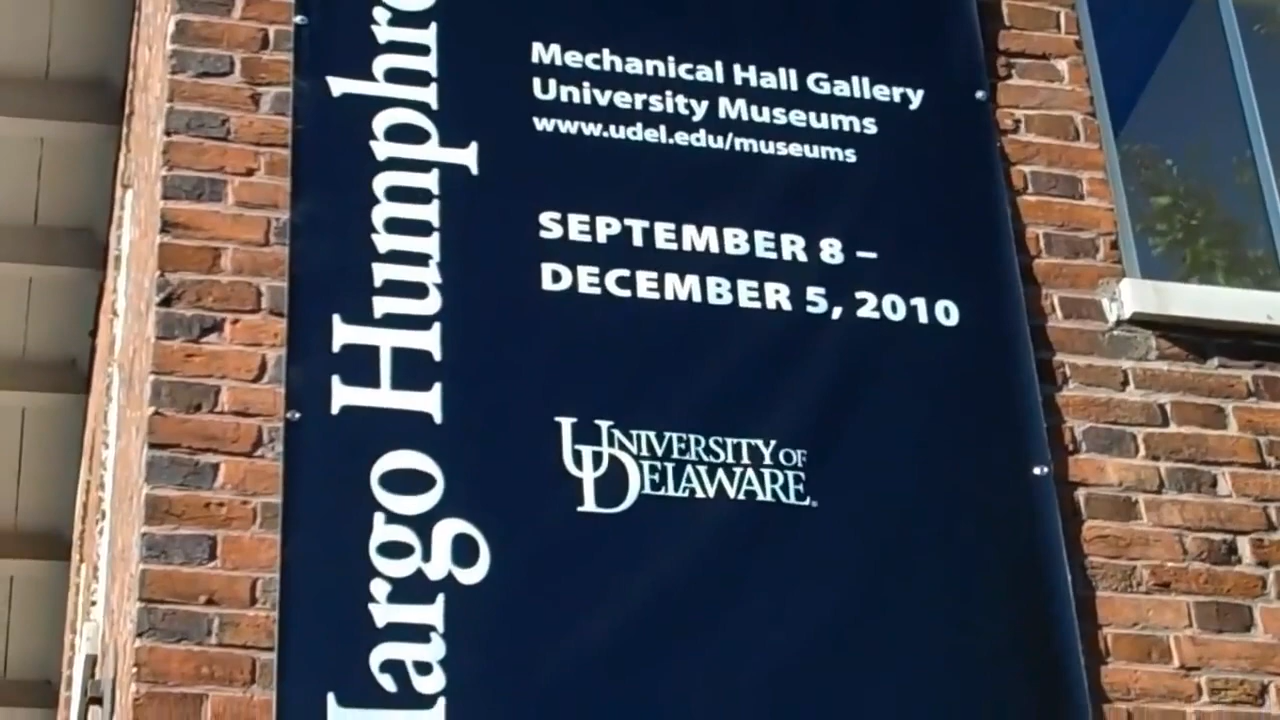 Mechanical Hall Gallery
University Museums
www.udel.edu/museums
SEPTEMBER 8 –
DECEMBER 5, 2010
UNIVERSITY OF
DELAWARE